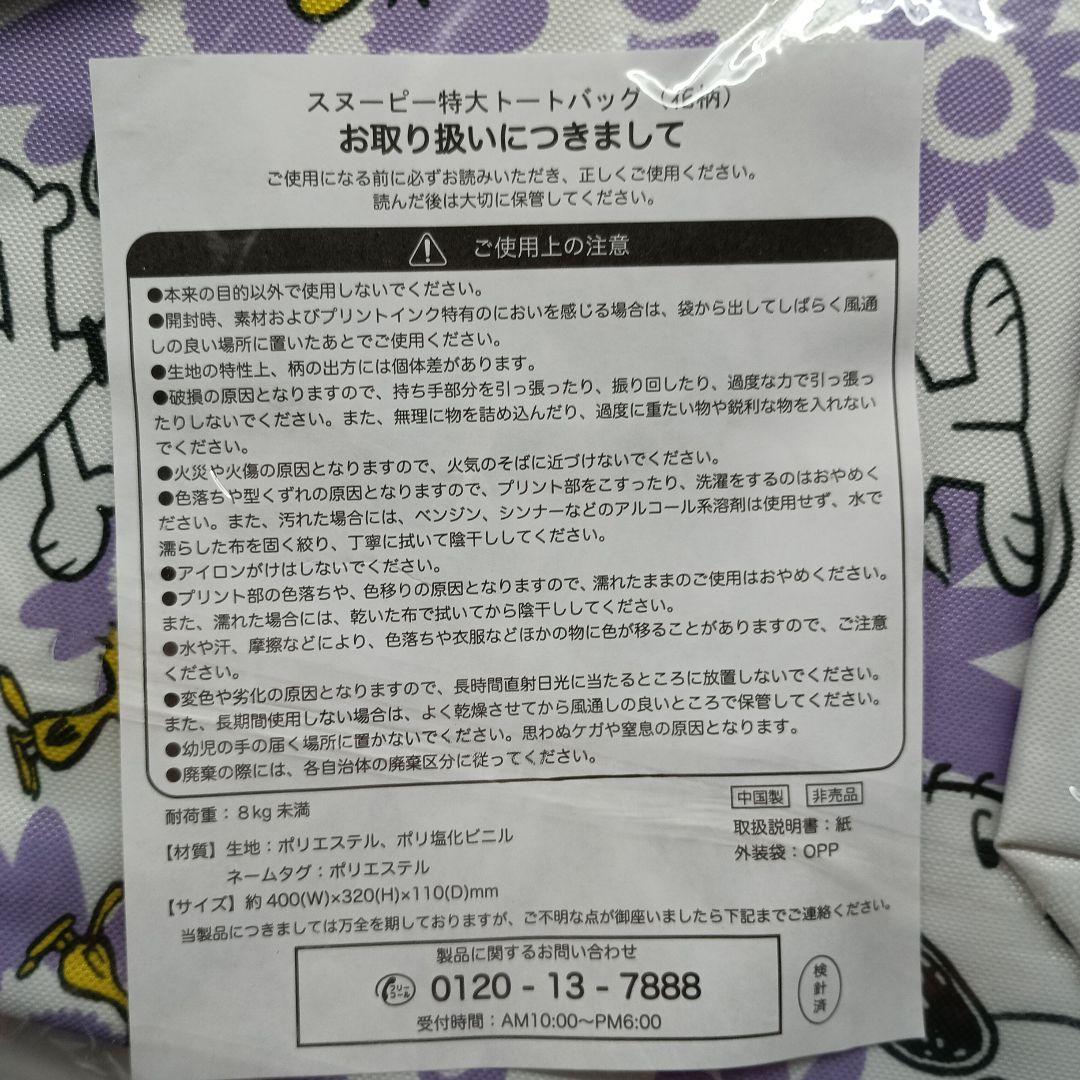 スヌーピー特大トートバッグ（花柄）
お取り扱いにつきまして
ご使用になる前に必ずお読みいただき、正しくご使用ください。
読んだ後は大切に保管してください。
ご使用上の注意
●本来の目的以外で使用しないでください。
●開封時、素材およびプリントインク特有のにおいを感じる場合は、袋から出してしばらく風通
しの良い場所に置いたあとでご使用ください。
●生地の特性上、柄の出方には個体差があります。
●破損の原因となりますので、持ち手部分を引っ張ったり、振り回したり、過度な力で引っ張っ
たりしないでください。また、無理に物を詰め込んだり、過度に重たい物や鋭利な物を入れない
でください。
●火災や火傷の原因となりますので、火気のそばに近づけないでください。
●色落ちや型くずれの原因となりますので、プリント部をこすったり、洗濯をするのはおやめく
ださい。また、汚れた場合には、ベンジン、シンナーなどのアルコール系溶剤は使用せず、水で
濡らした布を固く絞り、丁寧に拭いて陰干ししてください。
●アイロンがけはしないでください。
●プリント部の色落ちや、色移りの原因となりますので、濡れたままのご使用はおやめください。
また、濡れた場合には、乾いた布で拭いてから陰干ししてください。
●水や汗、摩擦などにより、色落ちや衣服などほかの物に色が移ることがありますので、ご注意
ください。
●変色や劣化の原因となりますので、長時間直射日光に当たるところに放置しないでください。
また、長期間使用しない場合は、よく乾燥させてから風通しの良いところで保管してください。
●幼児の手の届く場所に置かないでください。思わぬケガや窒息の原因となります。
●廃棄の際には、各自治体の廃棄区分に従ってください。
耐荷重：8kg未満
【材質】生地：ポリエステル、ポリ塩化ビニル
ネームタグ：ポリエステル
【サイズ】約400(W)×320(H)×110(D)mm
中国製 非売品
取扱説明書：紙
外装袋：OPP
当製品につきましては万全を期しておりますが、ご不明な点が御座いましたら下記までご連絡ください。
製品に関するお問い合わせ
フリーコール 0120 - 13 - 7888
受付時間：AM10:00～PM6:00
検針済